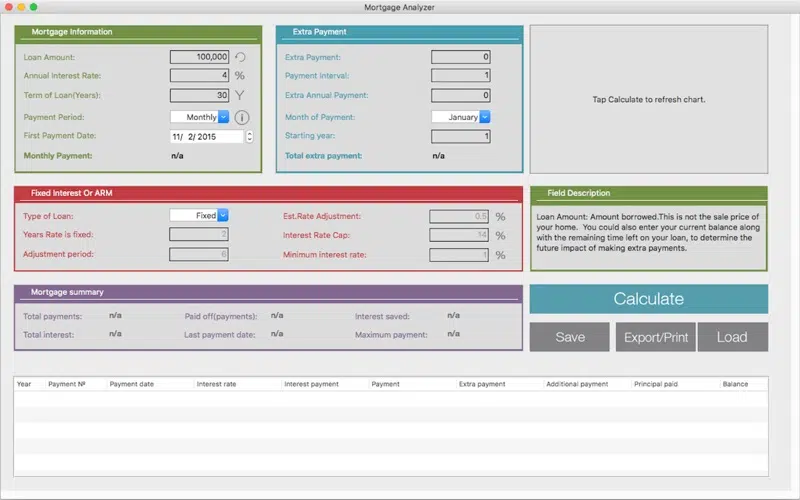 Mortgage Analyzer
Mortgage Information
Loan Amount: 100,000
Annual Interest Rate: 4 %
Term of Loan(Years): 30 Y
Payment Period: Monthly i
First Payment Date: 11/ 2/ 2015
Monthly Payment: n/a
Extra Payment
Extra Payment: 0
Payment Interval: 1
Extra Annual Payment: 0
Month of Payment: January
Starting year: 1
Total extra payment: n/a
Tap Calculate to refresh chart.
Fixed Interest Or ARM
Type of Loan: Fixed
Years Rate is fixed: 2
Adjustment period: 6
Est.Rate Adjustment: 0.5 %
Interest Rate Cap: 14 %
Minimum interest rate: 1 %
Field Description
Loan Amount: Amount borrowed.This is not the sale price of
your home. You could also enter your current balance along
with the remaining time left on your loan, to determine the
future impact of making extra payments.
Mortgage summary
Total payments: n/a Paid off(payments): n/a Interest saved: n/a
Total interest: n/a Last payment date: n/a Maximum payment: n/a
Calculate
Save Export/Print Load
Year Payment Nº Payment date Interest rate Interest payment Payment Extra payment Additional payment Principal paid Balance